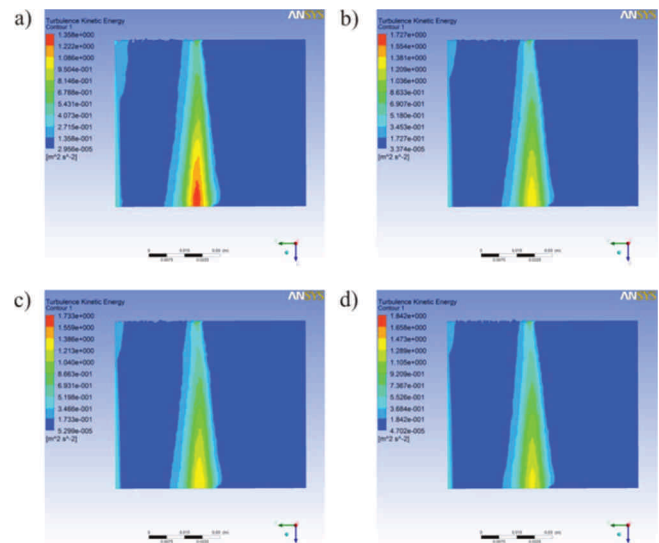 a)
Turbulence Kinetic Energy
Contour 1
1.358e+000
1.222e+000
1.086e+000
9.504e-001
8.146e-001
6.788e-001
5.431e-001
4.073e-001
2.715e-001
1.358e-001
2.956e-005
[m^2 s^-2]
ANSYS
b)
Turbulence Kinetic Energy
Contour 1
1.727e+000
1.554e+000
1.381e+000
1.209e+000
1.036e+000
8.633e-001
6.907e-001
5.180e-001
3.453e-001
1.727e-001
3.374e-005
[m^2 s^-2]
ANSYS
c)
Turbulence Kinetic Energy
Contour 1
1.733e+000
1.559e+000
1.386e+000
1.213e+000
1.040e+000
8.663e-001
6.931e-001
5.198e-001
3.466e-001
1.733e-001
5.299e-005
[m^2 s^-2]
ANSYS
d)
Turbulence Kinetic Energy
Contour 1
1.842e+000
1.658e+000
1.473e+000
1.289e+000
1.105e+000
9.209e-001
7.367e-001
5.526e-001
3.684e-001
1.842e-001
4.702e-005
[m^2 s^-2]
ANSYS